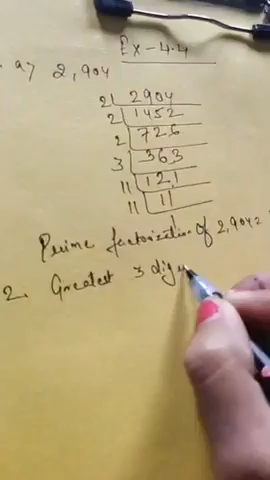 Ex-4.4
a) 2,904
2 | 2904
2 | 1452
2 | 726
3 | 363
11 | 121
11 | 11
1
Prime factorization of 2,904 =
2. Greatest 3 dig